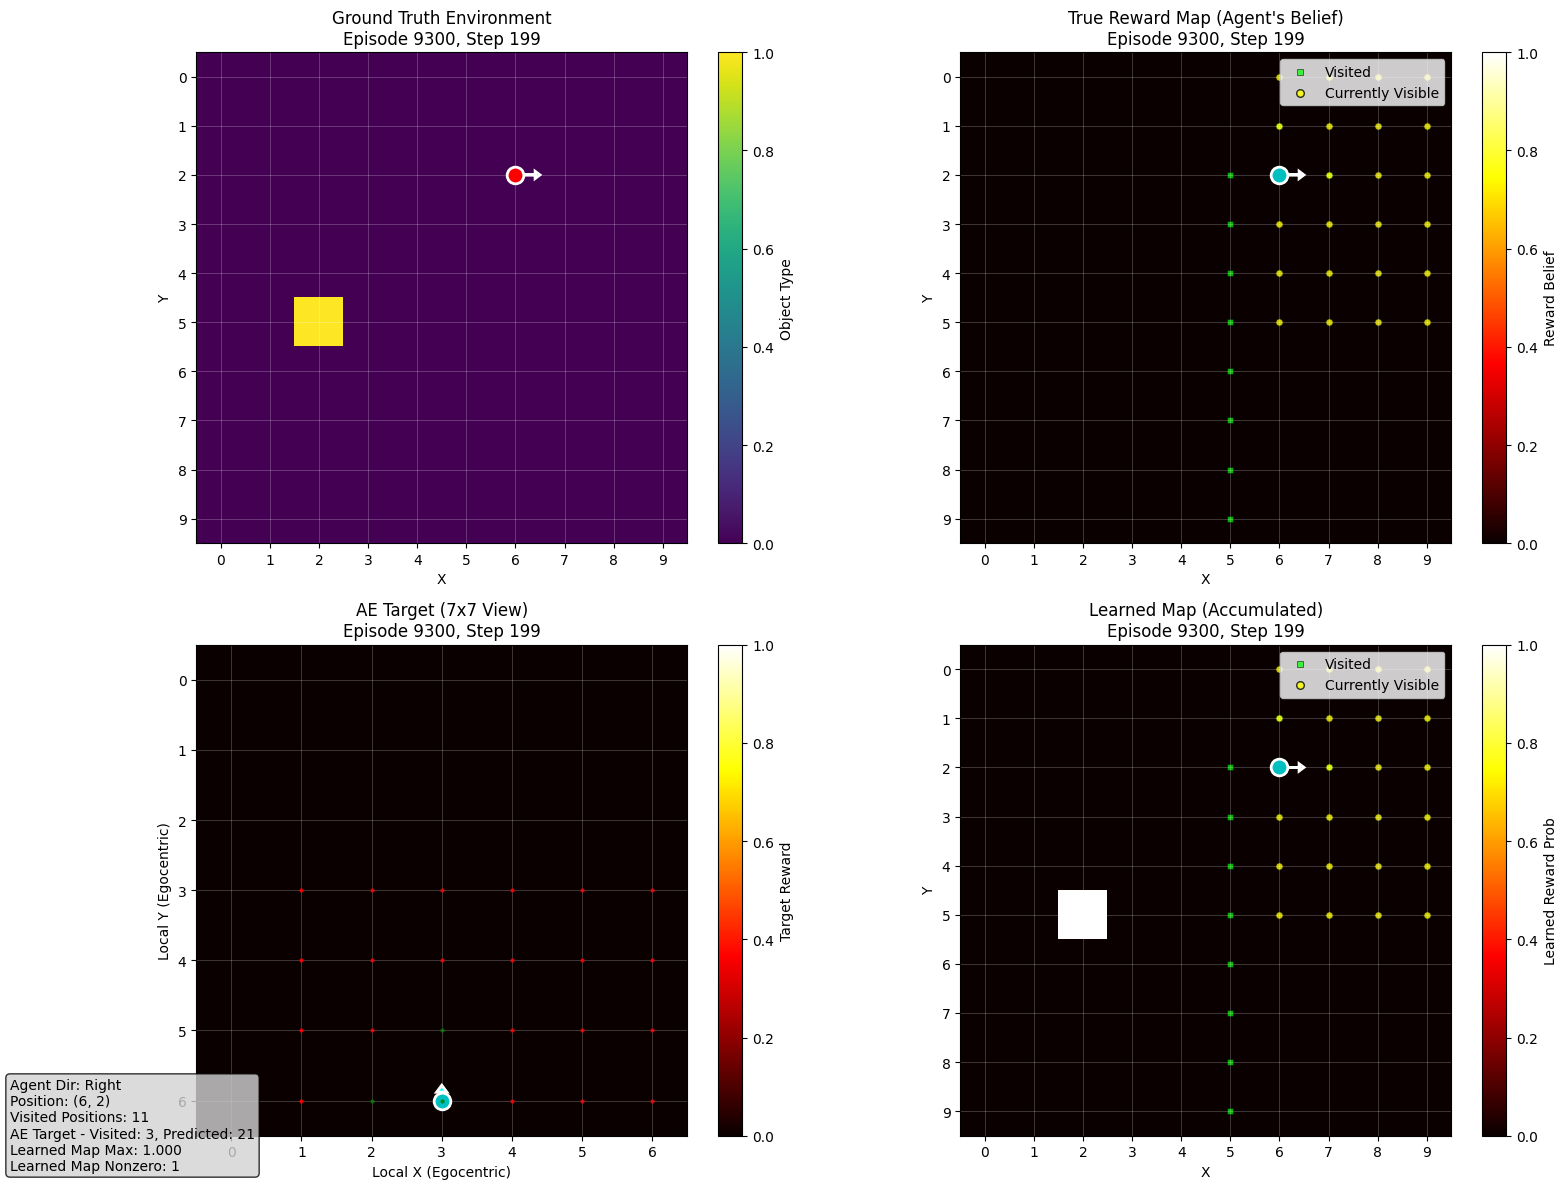 Ground Truth Environment
Episode 9300, Step 199
0
1
2
3
4
5
6
7
8
9
Y
0 1 2 3 4 5 6 7 8 9
X
1.0
0.8
0.6
0.4
0.2
0.0
Object Type
True Reward Map (Agent's Belief)
Episode 9300, Step 199
Visited
Currently Visible
0
1
2
3
4
5
6
7
8
9
Y
0 1 2 3 4 5 6 7 8 9
X
1.0
0.8
0.6
0.4
0.2
0.0
Reward Belief
AE Target (7x7 View)
Episode 9300, Step 199
0
1
2
3
4
5
6
Local Y (Egocentric)
0 1 2 3 4 5 6
Local X (Egocentric)
1.0
0.8
0.6
0.4
0.2
0.0
Target Reward
Agent Dir: Right
Position: (6, 2)
Visited Positions: 11
AE Target - Visited: 3, Predicted: 21
Learned Map Max: 1.000
Learned Map Nonzero: 1
Learned Map (Accumulated)
Episode 9300, Step 199
Visited
Currently Visible
0
1
2
3
4
5
6
7
8
9
Y
0 1 2 3 4 5 6 7 8 9
X
1.0
0.8
0.6
0.4
0.2
0.0
Learned Reward Prob